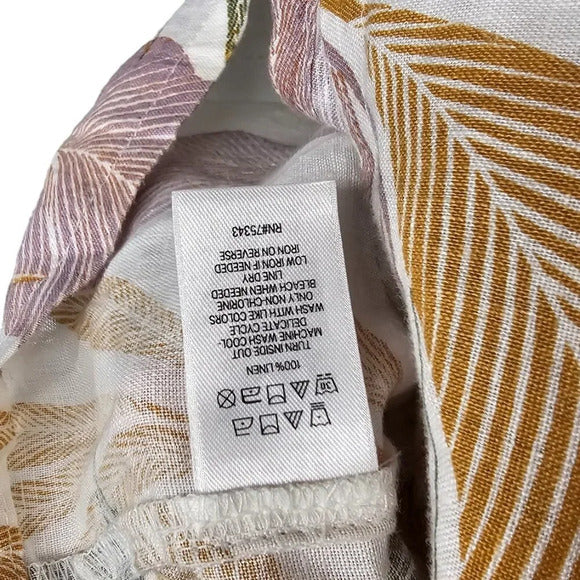 100% LINEN
TURN INSIDE OUT
MACHINE WASH COOL-
DELICATE CYCLE
WASH WITH LIKE COLORS
ONLY NON-CHLORINE
BLEACH WHEN NEEDED
LINE DRY
LOW IRON IF NEEDED
IRON ON REVERSE
RN#75343